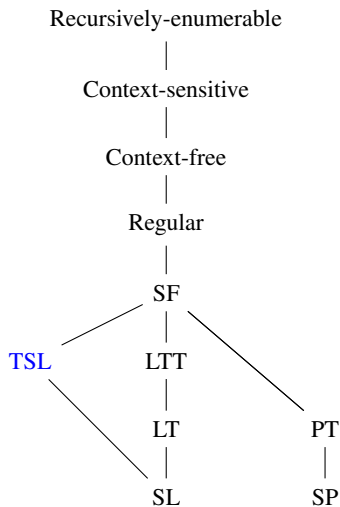 Recursively-enumerable
Context-sensitive
Context-free
Regular
SF
TSL LTT
LT PT
SL SP